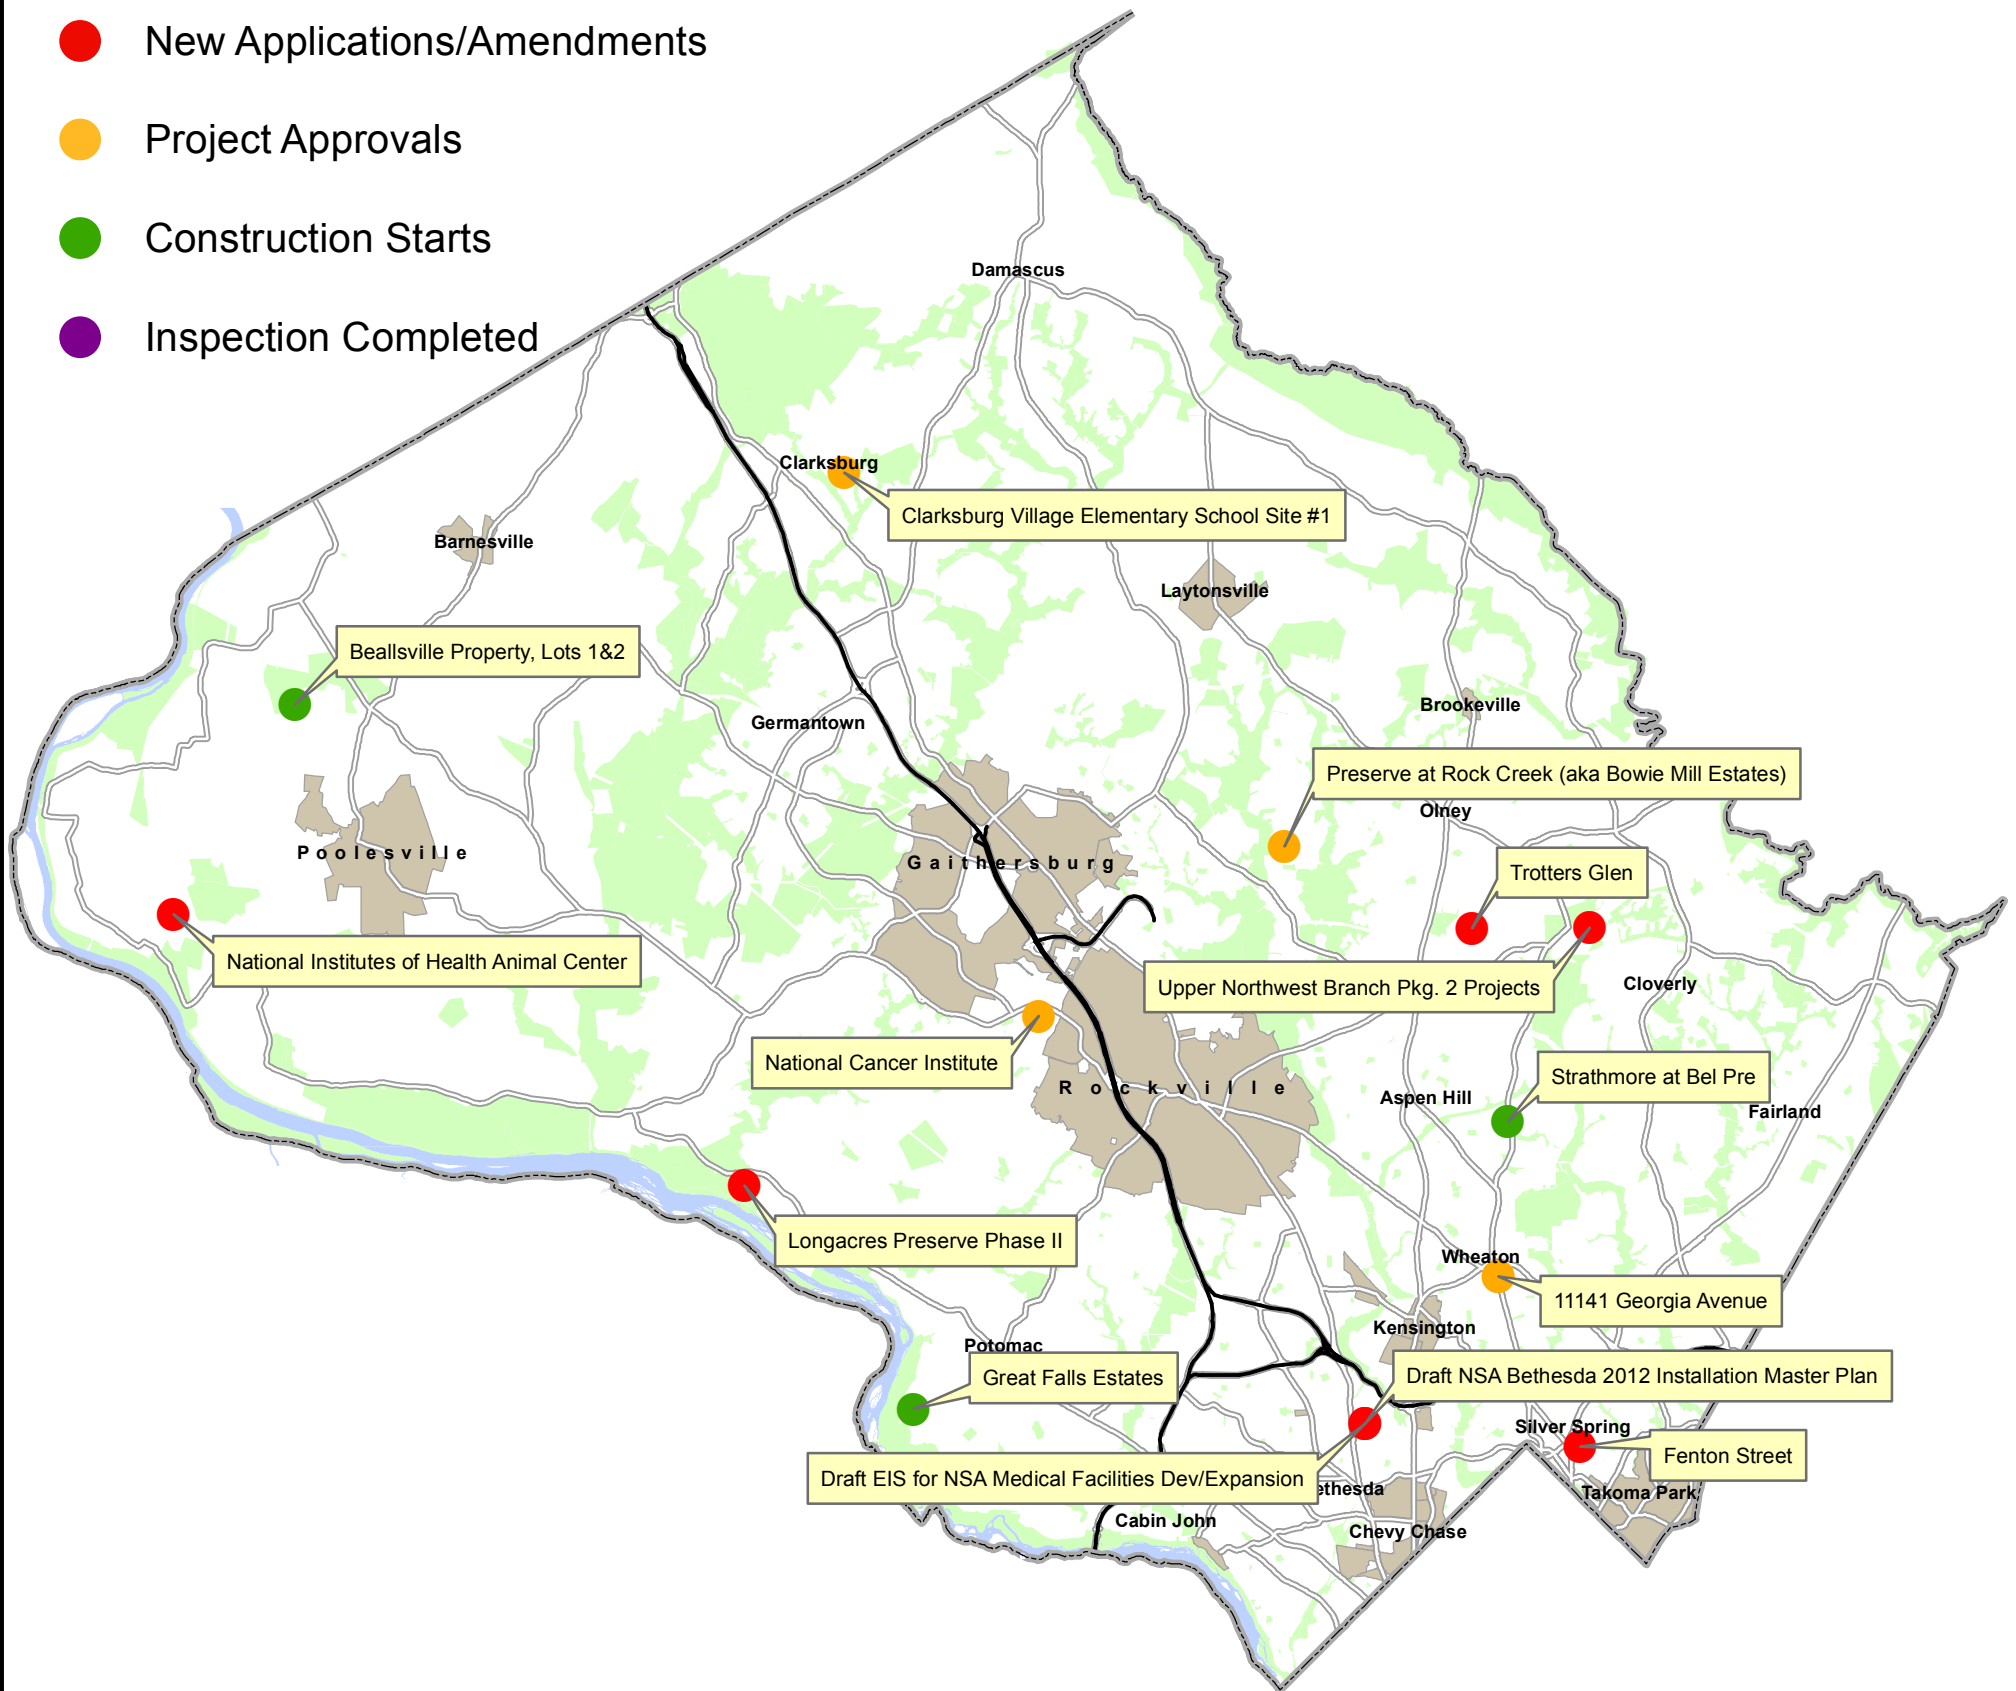 New Applications/Amendments
Project Approvals
Construction Starts
Inspection Completed
Damascus
Clarksburg
Clarksburg Village Elementary School Site #1
Barnesville
Laytonsville
Beallsville Property, Lots 1&2
Brookeville
Germantown
Preserve at Rock Creek (aka Bowie Mill Estates)
Olney
Poolesville
Gaithersburg
Trotters Glen
National Institutes of Health Animal Center
Upper Northwest Branch Pkg. 2 Projects
Cloverly
National Cancer Institute
Rockville
Strathmore at Bel Pre
Aspen Hill
Fairland
Longacres Preserve Phase II
Wheaton
11141 Georgia Avenue
Kensington
Potomac
Great Falls Estates
Draft NSA Bethesda 2012 Installation Master Plan
Silver Spring
Fenton Street
Draft EIS for NSA Medical Facilities Dev/Expansion
ethesda
Takoma Park
Cabin John
Chevy Chase